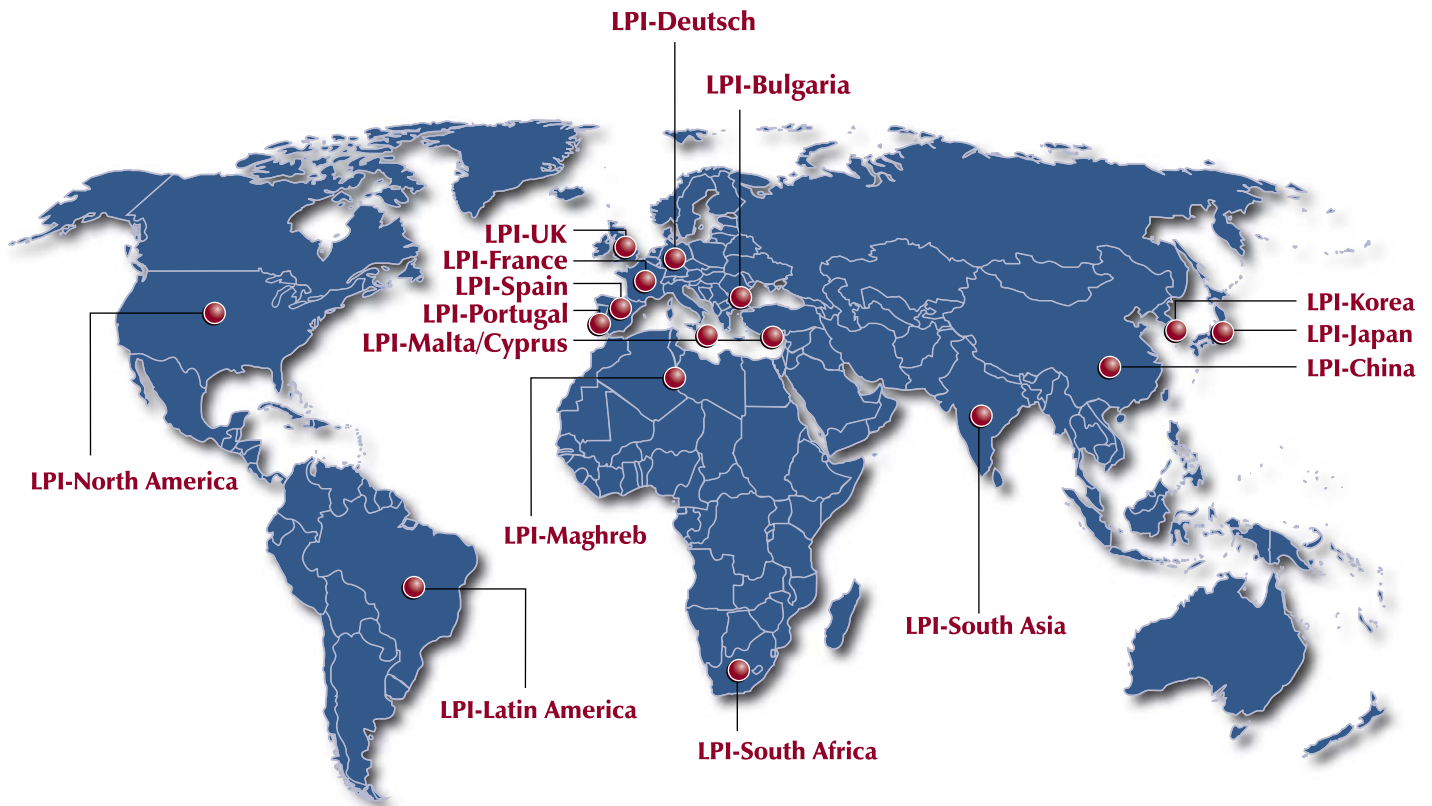 LPI-Deutsch
LPI-Bulgaria
LPI-UK
LPI-France
LPI-Spain
LPI-Portugal
LPI-Malta/Cyprus
LPI-Korea
LPI-Japan
LPI-China
LPI-North America
LPI-Maghreb
LPI-South Asia
LPI-Latin America
LPI-South Africa